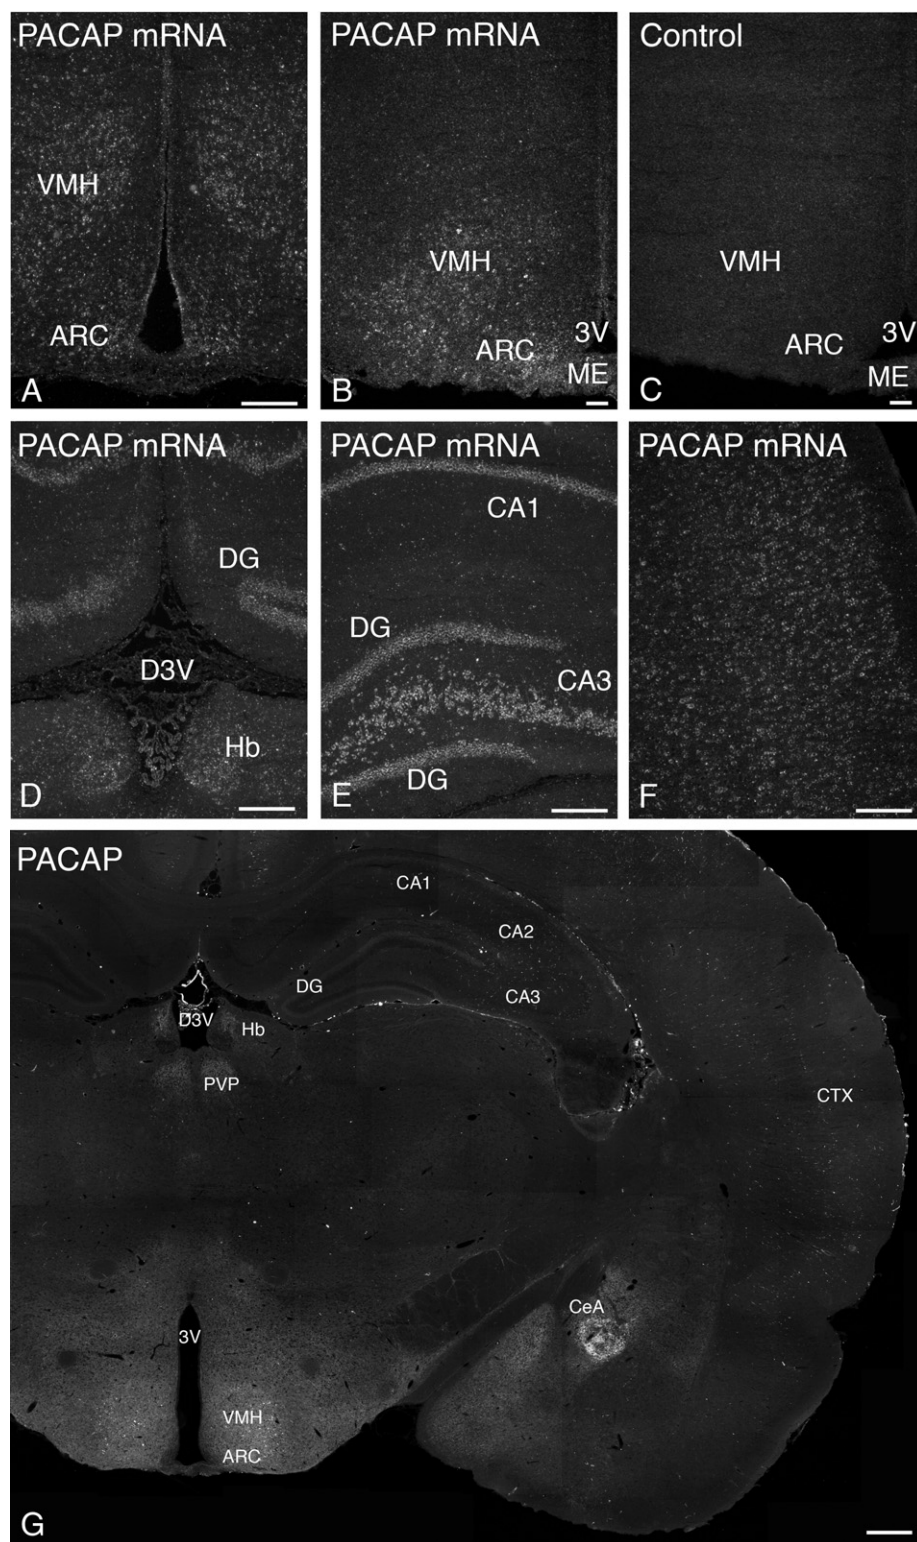 PACAP mRNA
VMH
ARC
A
PACAP mRNA
VMH
3V
ARC
ME
B
Control
VMH
3V
ARC
ME
C
PACAP mRNA
DG
D3V
Hb
D
PACAP mRNA
CA1
DG
CA3
DG
E
PACAP mRNA
F
PACAP
CA1
CA2
DG
CA3
D3V
Hb
PVP
CTX
CeA
3V
VMH
ARC
G